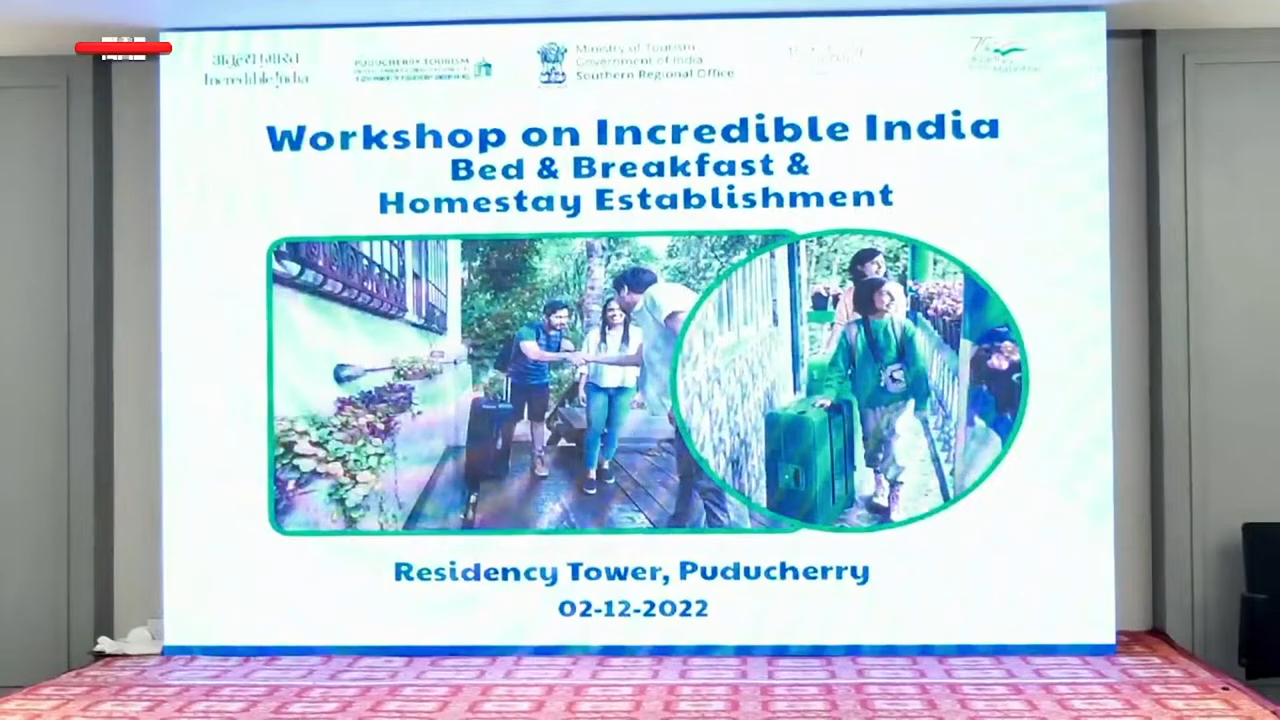 अतुल्य भारत
Incredible India
PUDUCHERRY TOURISM
Ministry of Tourism
Government of India
Southern Regional Office
Workshop on Incredible India
Bed & Breakfast &
Homestay Establishment
Residency Tower, Puducherry
02-12-2022